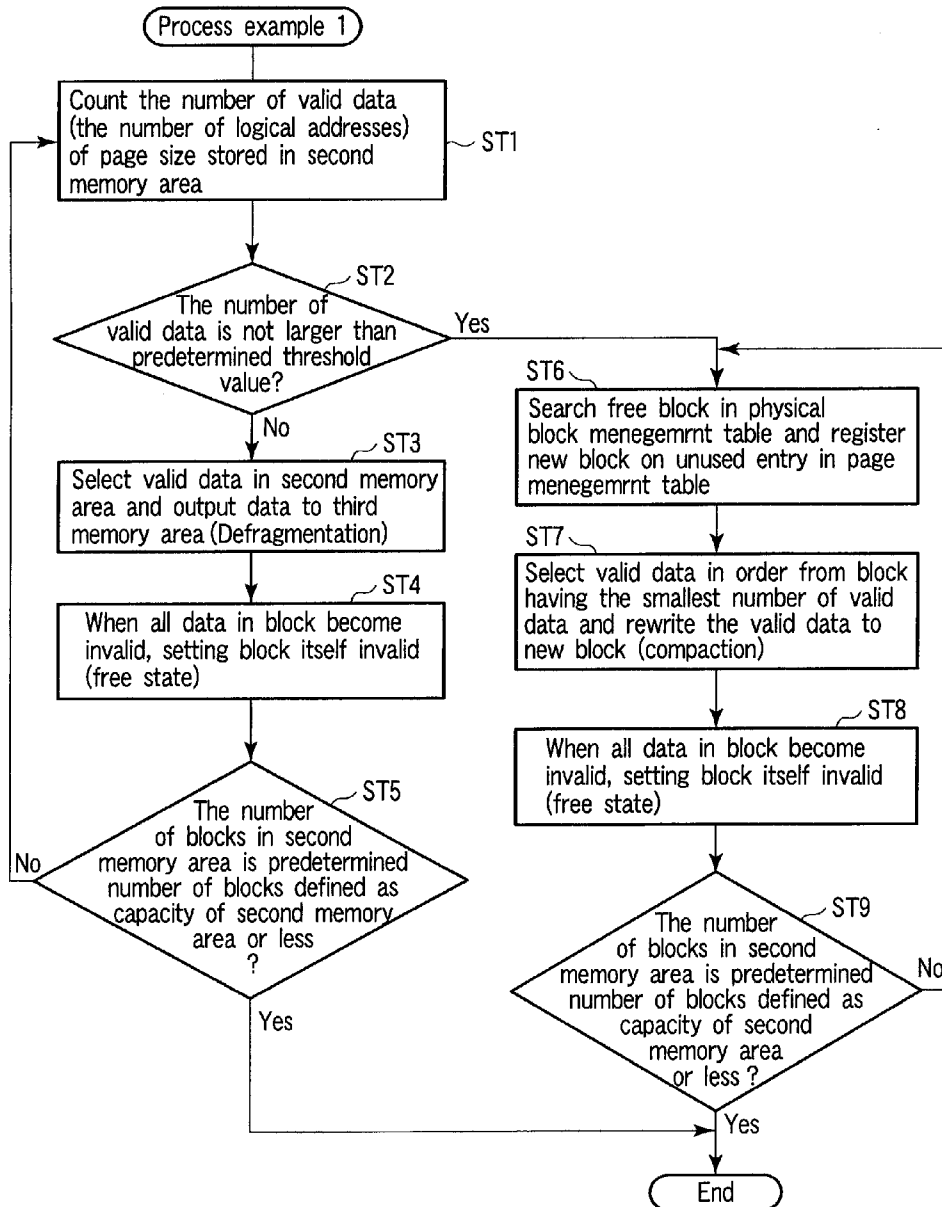 Process example 1
Count the number of valid data
(the number of logical addresses)
of page size stored in second
memory area
ST1
ST2
The number of
valid data is not larger than
predetermined threshold
value?
Yes
No
ST3
Select valid data in second memory
area and output data to third
memory area (Defragmentation)
ST4
When all data in block become
invalid, setting block itself invalid
(free state)
ST5
The number
of blocks in second
memory area is predetermined
number of blocks defined as
capacity of second memory
area or less
?
No
Yes
ST6
Search free block in physical
block menegemrnt table and register
new block on unused entry in page
menegemrnt table
ST7
Select valid data in order from block
having the smallest number of valid
data and rewrite the valid data to
new block (compaction)
ST8
When all data in block become
invalid, setting block itself invalid
(free state)
ST9
The number
of blocks in second
memory area is predetermined
number of blocks defined as
capacity of second
memory area
or less ?
No
Yes
End